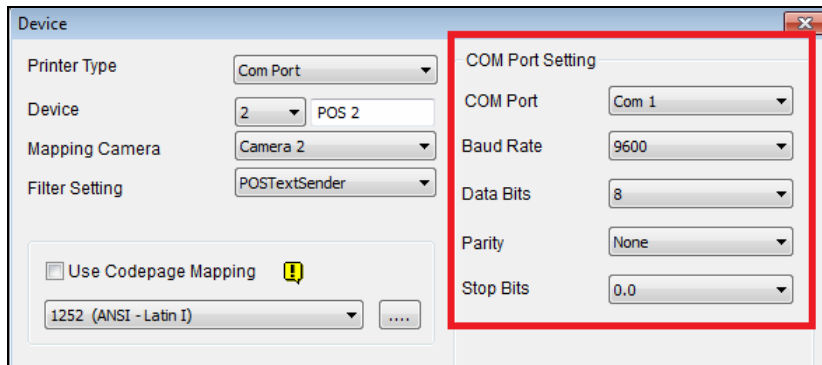 Device
Printer Type
Com Port
Device
2
POS 2
Mapping Camera
Camera 2
Filter Setting
POSTextSender
Use Codepage Mapping
1252 (ANSI - Latin I)
....
COM Port Setting
COM Port
Com 1
Baud Rate
9600
Data Bits
8
Parity
None
Stop Bits
0.0